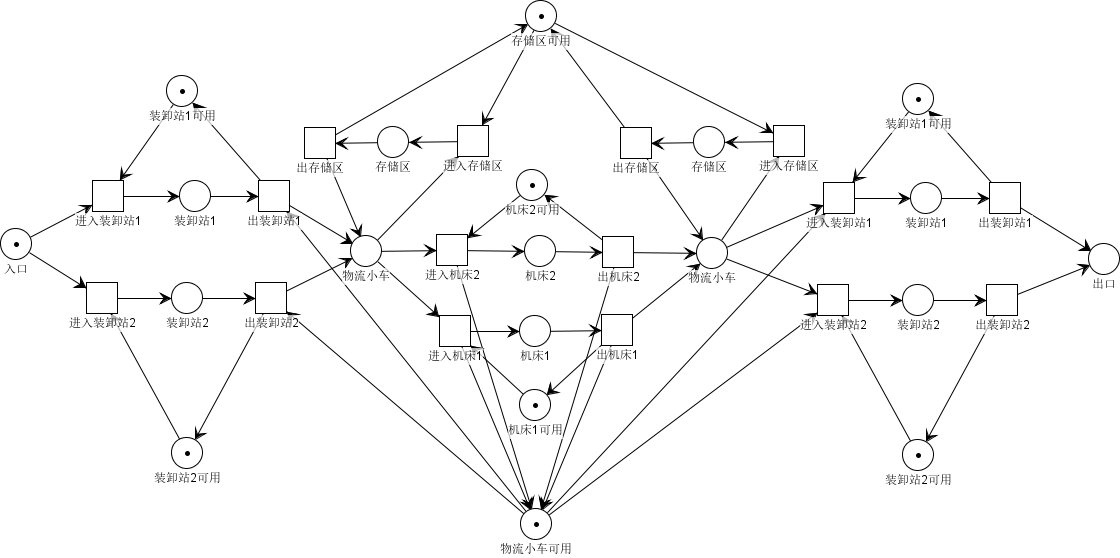 存储区可用
装卸站1可用
装卸站1可用
出存储区
存储区
进入存储区
出存储区
存储区
进入存储区
机床2可用
进入装卸站1
装卸站1
出装卸站1
进入装卸站1
装卸站1
出装卸站1
入口
物流小车
进入机床2
机床2
出机床2
物流小车
出口
进入装卸站2
装卸站2
出装卸站2
进入装卸站2
装卸站2
出装卸站2
进入机床1
机床1
出机床1
机床1可用
装卸站2可用
装卸站2可用
物流小车可用